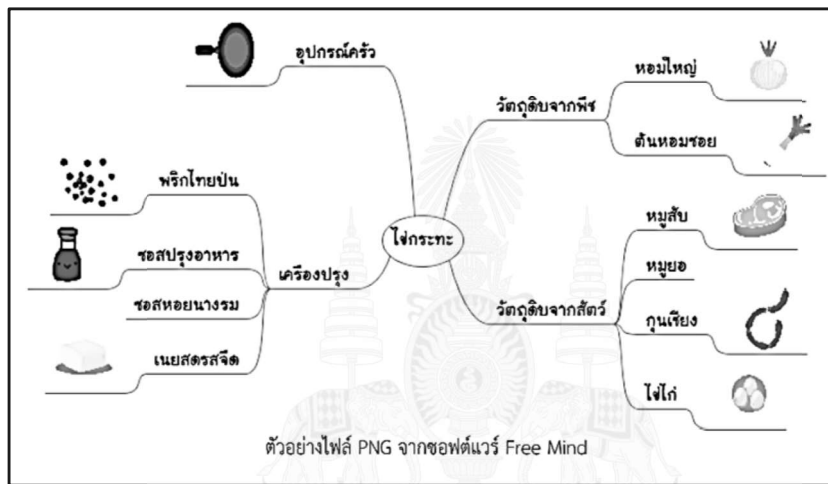 อุปกรณ์ครัว
พริกไทยป่น
ซอสปรุงอาหาร
ซอสหอยนางรม
เนยสดรสจืด
เครื่องปรุง
ไข่กระทะ
วัตถุดิบจากพืช
หอมใหญ่
ต้นหอมซอย
วัตถุดิบจากสัตว์
หมูสับ
หมูยอ
กุนเชียง
ไข่ไก่
ตัวอย่างไฟล์ PNG จากซอฟต์แวร์ Free Mind